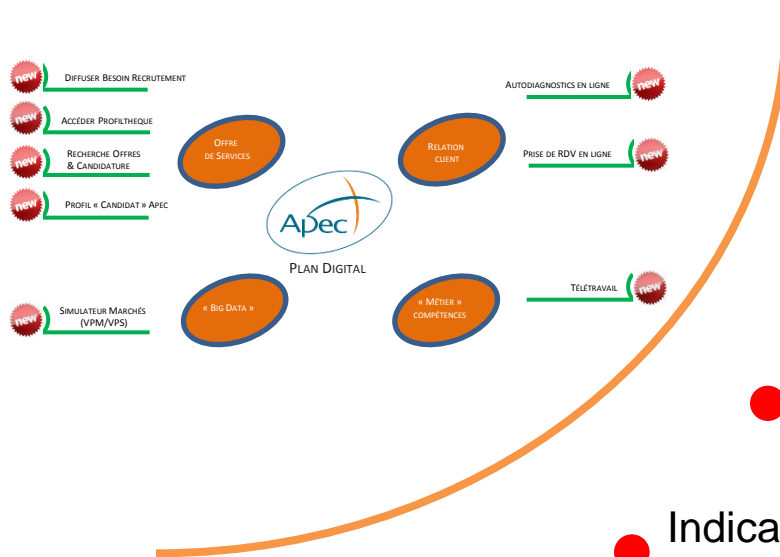 new
DIFFUSER BESOIN RECRUTEMENT
new
ACCÉDER PROFILTHEQUE
new
RECHERCHE OFFRES
& CANDIDATURE
new
PROFIL « CANDIDAT » APEC
new
SIMULATEUR MARCHÉS
(VPM/VPS)
OFFRE
DE SERVICES
« BIG DATA »
Apec
PLAN DIGITAL
RELATION
CLIENT
« MÉTIER »
COMPÉTENCES
AUTODIAGNOSTICS EN LIGNE
new
PRISE DE RDV EN LIGNE
new
TÉLÉTRAVAIL
new
Indica